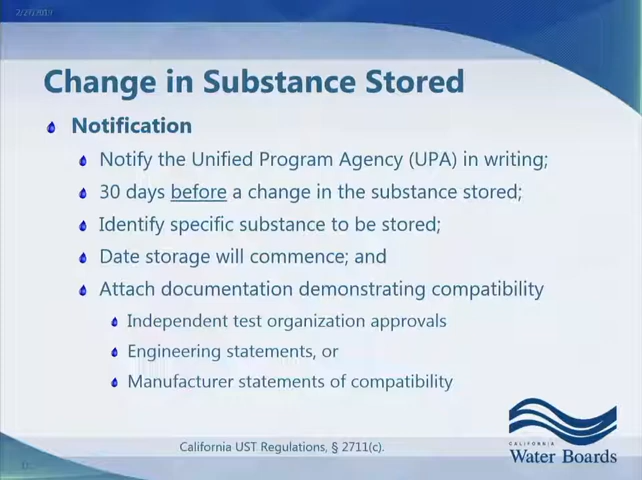 Change in Substance Stored
Notification
Notify the Unified Program Agency (UPA) in writing;
30 days before a change in the substance stored;
Identify specific substance to be stored;
Date storage will commence; and
Attach documentation demonstrating compatibility
Independent test organization approvals
Engineering statements, or
Manufacturer statements of compatibility
California UST Regulations, § 2711(c).
CALIFORNIA
Water Boards